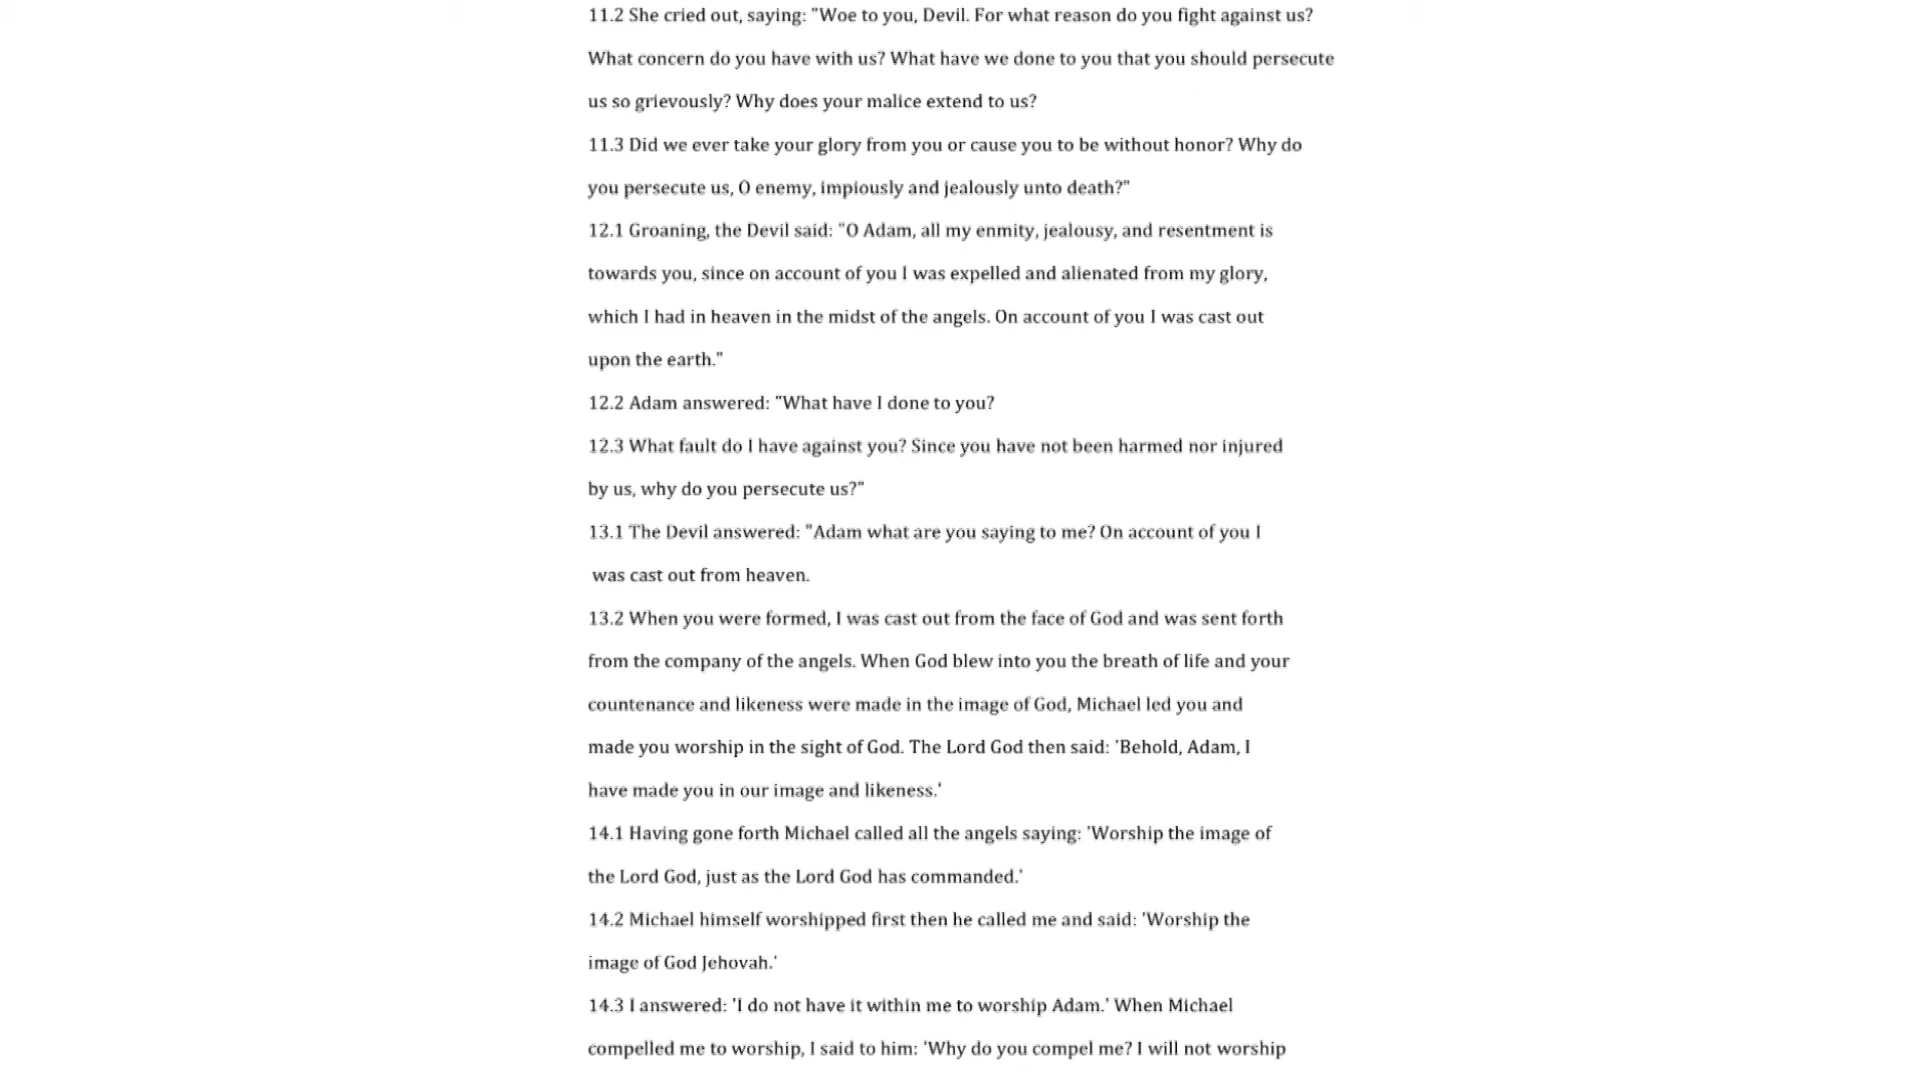 11.2 She cried out, saying: "Woe to you, Devil. For what reason do you fight against us?
What concern do you have with us? What have we done to you that you should persecute
us so grievously? Why does your malice extend to us?
11.3 Did we ever take your glory from you or cause you to be without honor? Why do
you persecute us, O enemy, impiously and jealously unto death?"
12.1 Groaning, the Devil said: "O Adam, all my enmity, jealousy, and resentment is
towards you, since on account of you I was expelled and alienated from my glory,
which I had in heaven in the midst of the angels. On account of you I was cast out
upon the earth."
12.2 Adam answered: "What have I done to you?
12.3 What fault do I have against you? Since you have not been harmed nor injured
by us, why do you persecute us?"
13.1 The Devil answered: "Adam what are you saying to me? On account of you I
was cast out from heaven.
13.2 When you were formed, I was cast out from the face of God and was sent forth
from the company of the angels. When God blew into you the breath of life and your
countenance and likeness were made in the image of God, Michael led you and
made you worship in the sight of God. The Lord God then said: 'Behold, Adam, I
have made you in our image and likeness.'
14.1 Having gone forth Michael called all the angels saying: 'Worship the image of
the Lord God, just as the Lord God has commanded.'
14.2 Michael himself worshipped first then he called me and said: 'Worship the
image of God Jehovah.'
14.3 I answered: 'I do not have it within me to worship Adam.' When Michael
compelled me to worship, I said to him: 'Why do you compel me? I will not worship